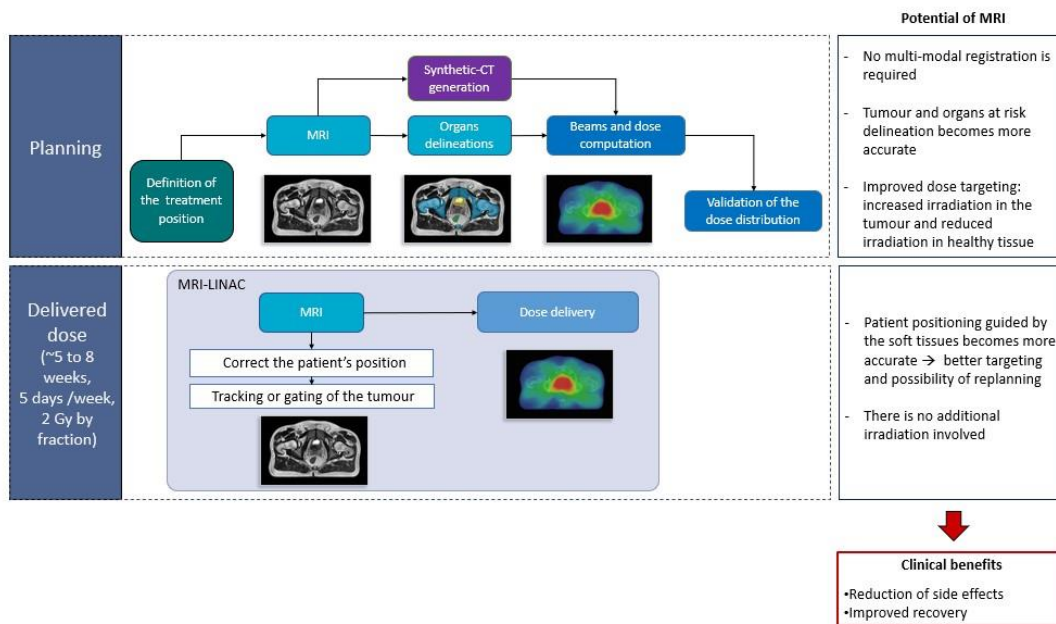 Potential of MRI
Planning
Definition of
the treatment
position
MRI
Synthetic-CT
generation
Organs
delineations
Beams and dose
computation
Validation of the
dose distribution
- No multi-modal registration is
required
- Tumour and organs at risk
delineation becomes more
accurate
- Improved dose targeting:
increased irradiation in the
tumour and reduced
irradiation in healthy tissue
Delivered
dose
(~5 to 8
weeks,
5 days /week,
2 Gy by
fraction)
MRI-LINAC
MRI
Dose delivery
Correct the patient's position
Tracking or gating of the tumour
- Patient positioning guided by
the soft tissues becomes more
accurate → better targeting
and possibility of replanning
- There is no additional
irradiation involved
Clinical benefits
•Reduction of side effects
•Improved recovery